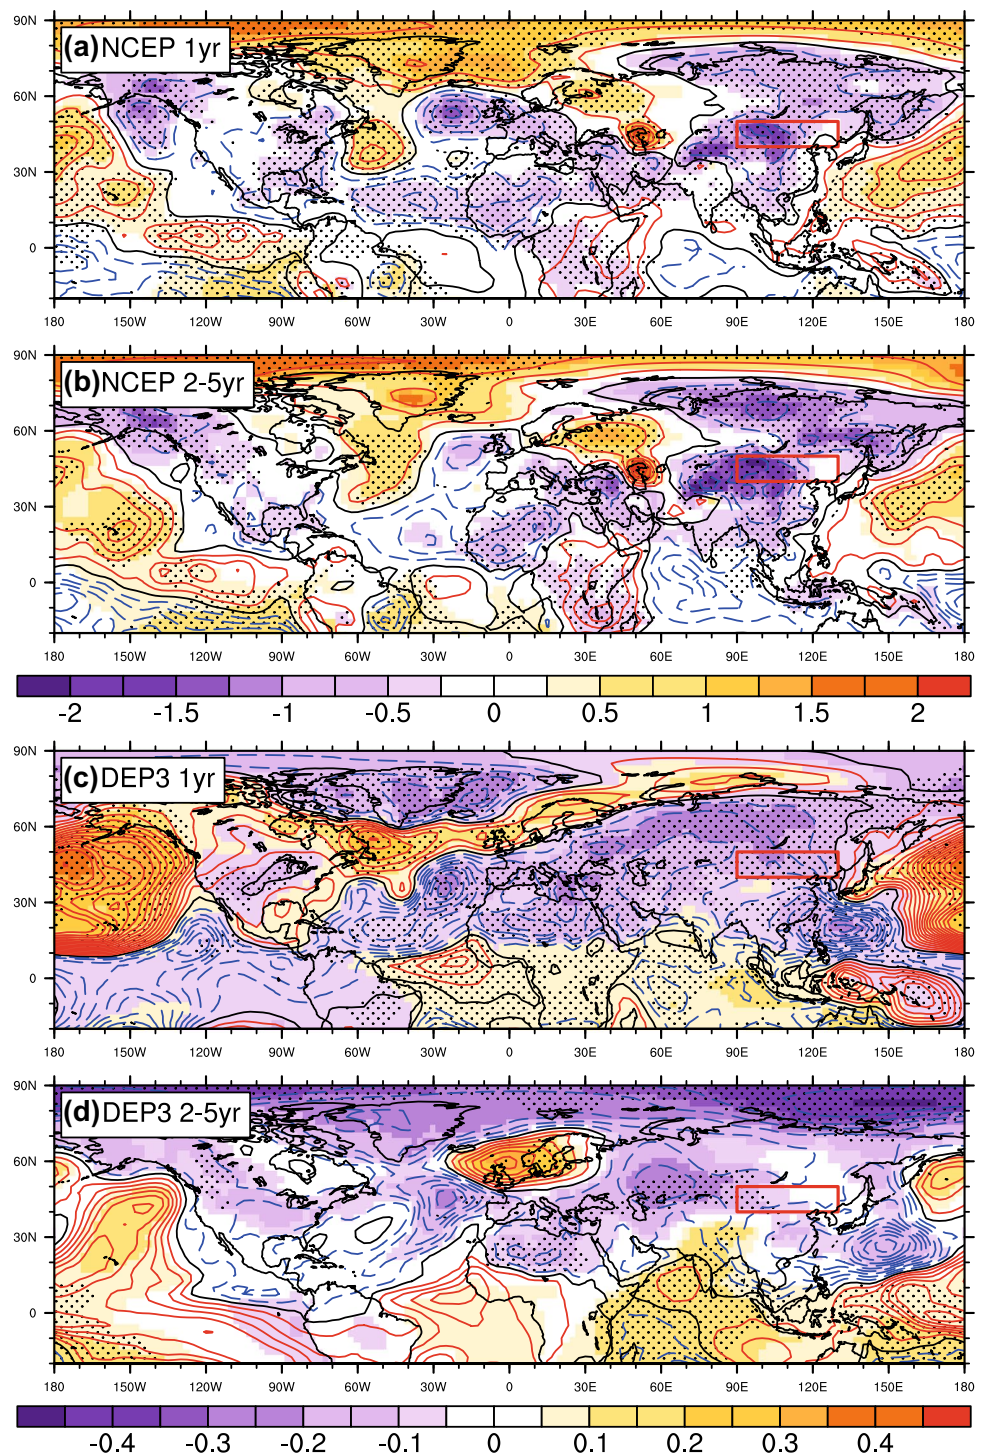 (a) NCEP 1yr
90N
60N
30N
0
180 150W 120W 90W 60W 30W 0 30E 60E 90E 120E 150E 180
(b) NCEP 2-5yr
90N
60N
30N
0
180 150W 120W 90W 60W 30W 0 30E 60E 90E 120E 150E 180
-2 -1.5 -1 -0.5 0 0.5 1 1.5 2
(c) DEP3 1yr
90N
60N
30N
0
180 150W 120W 90W 60W 30W 0 30E 60E 90E 120E 150E 180
(d) DEP3 2-5yr
90N
60N
30N
0
180 150W 120W 90W 60W 30W 0 30E 60E 90E 120E 150E 180
-0.4 -0.3 -0.2 -0.1 0 0.1 0.2 0.3 0.4